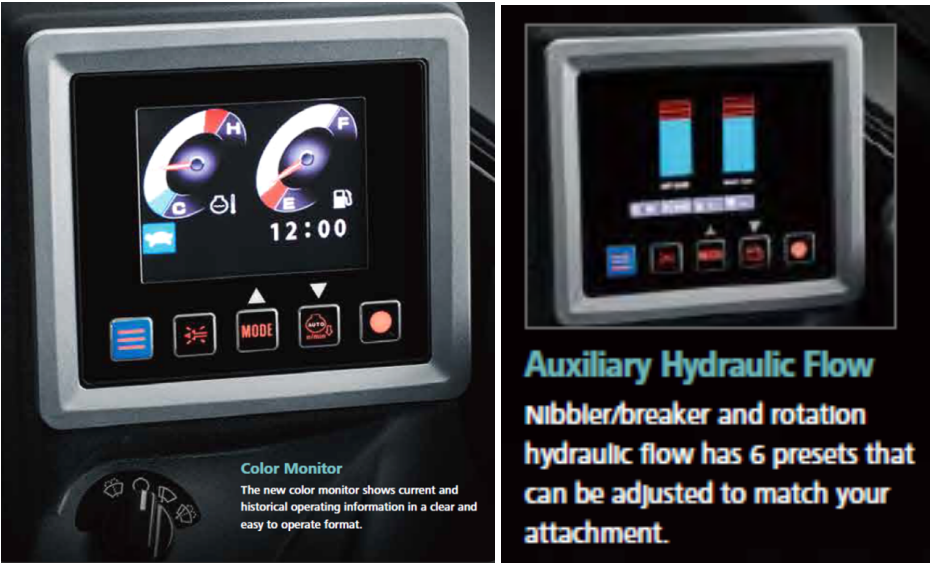 H
F
C
E
12:00
MODE
AUTO
Color Monitor
The new color monitor shows current and
historical operating information in a clear and
easy to operate format.
MODE
Auxiliary Hydraulic Flow
Nibbler/breaker and rotation
hydraulic flow has 6 presets that
can be adjusted to match your
attachment.